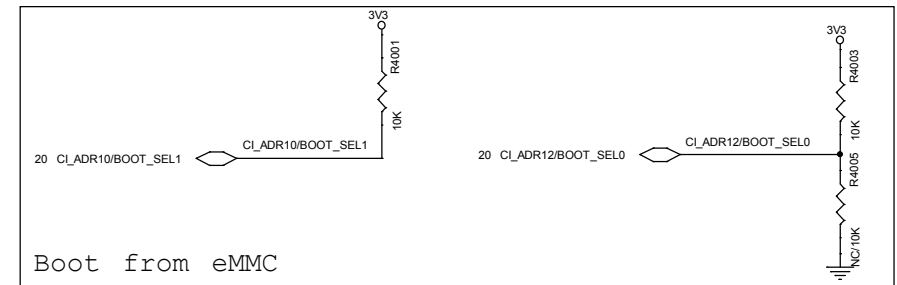 3V3
R4001
10K
CI_ADR10/BOOT_SEL1
20 CI_ADR10/BOOT_SEL1
3V3
R4003
10K
CI_ADR12/BOOT_SEL0
20 CI_ADR12/BOOT_SEL0
R4005
NC/10K
Boot from eMMC